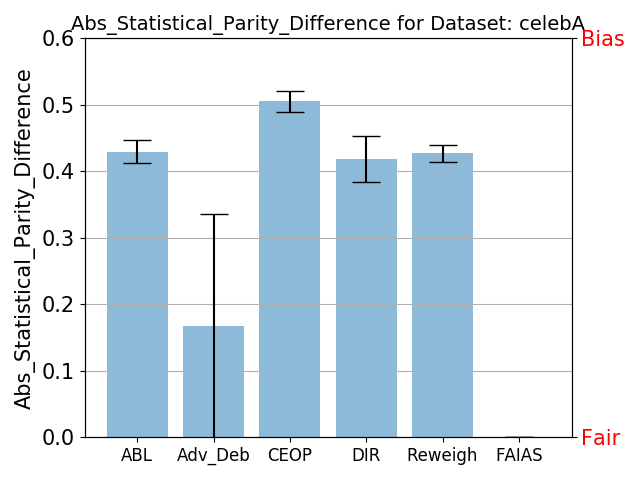 Abs_Statistical_Parity_Difference for Dataset: celebA
Bias
0.6
0.5
0.4
0.3
0.2
0.1
0.0
Abs_Statistical_Parity_Difference
Fair
ABL Adv_Deb CEOP DIR Reweigh FAIAS